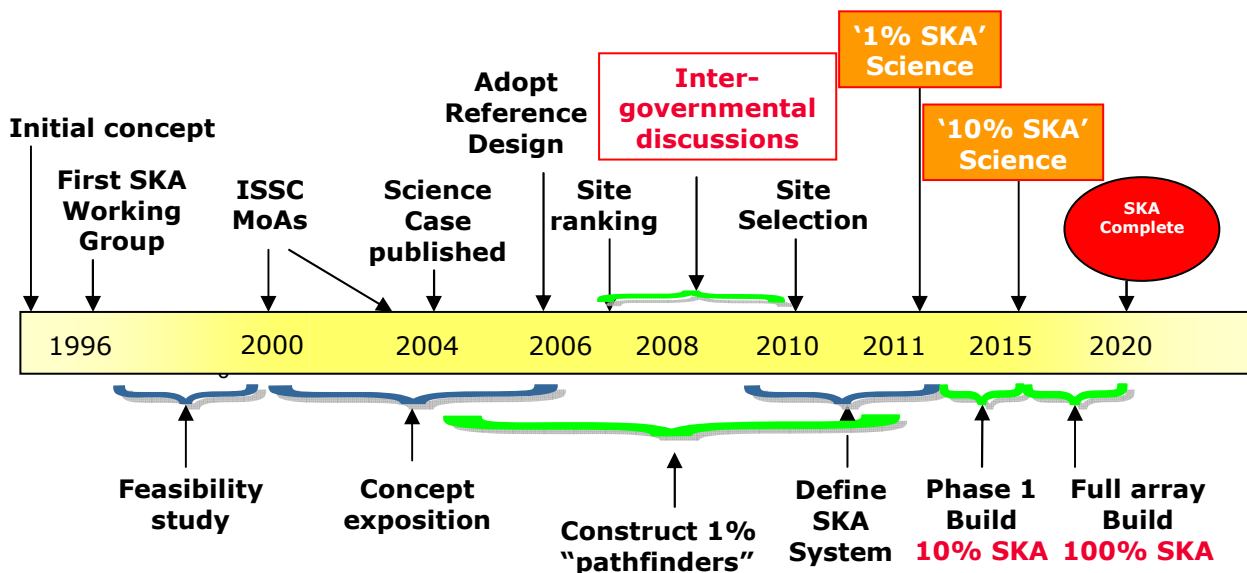 ‘1% SKA’
Science
Inter-
governmental
discussions
Adopt
Reference
Design
‘10% SKA’
Science
Initial concept
First SKA
Working
Group
ISSC
MoAs
Science
Case
published
Site
ranking
Site
Selection
SKA
Complete
1996 2000 2004 2006 2008 2010 2011 2015 2020
Feasibility
study
Concept
exposition
Construct 1%
“pathfinders”
Define
SKA
System
Phase 1
Build
10% SKA
Full array
Build
100% SKA